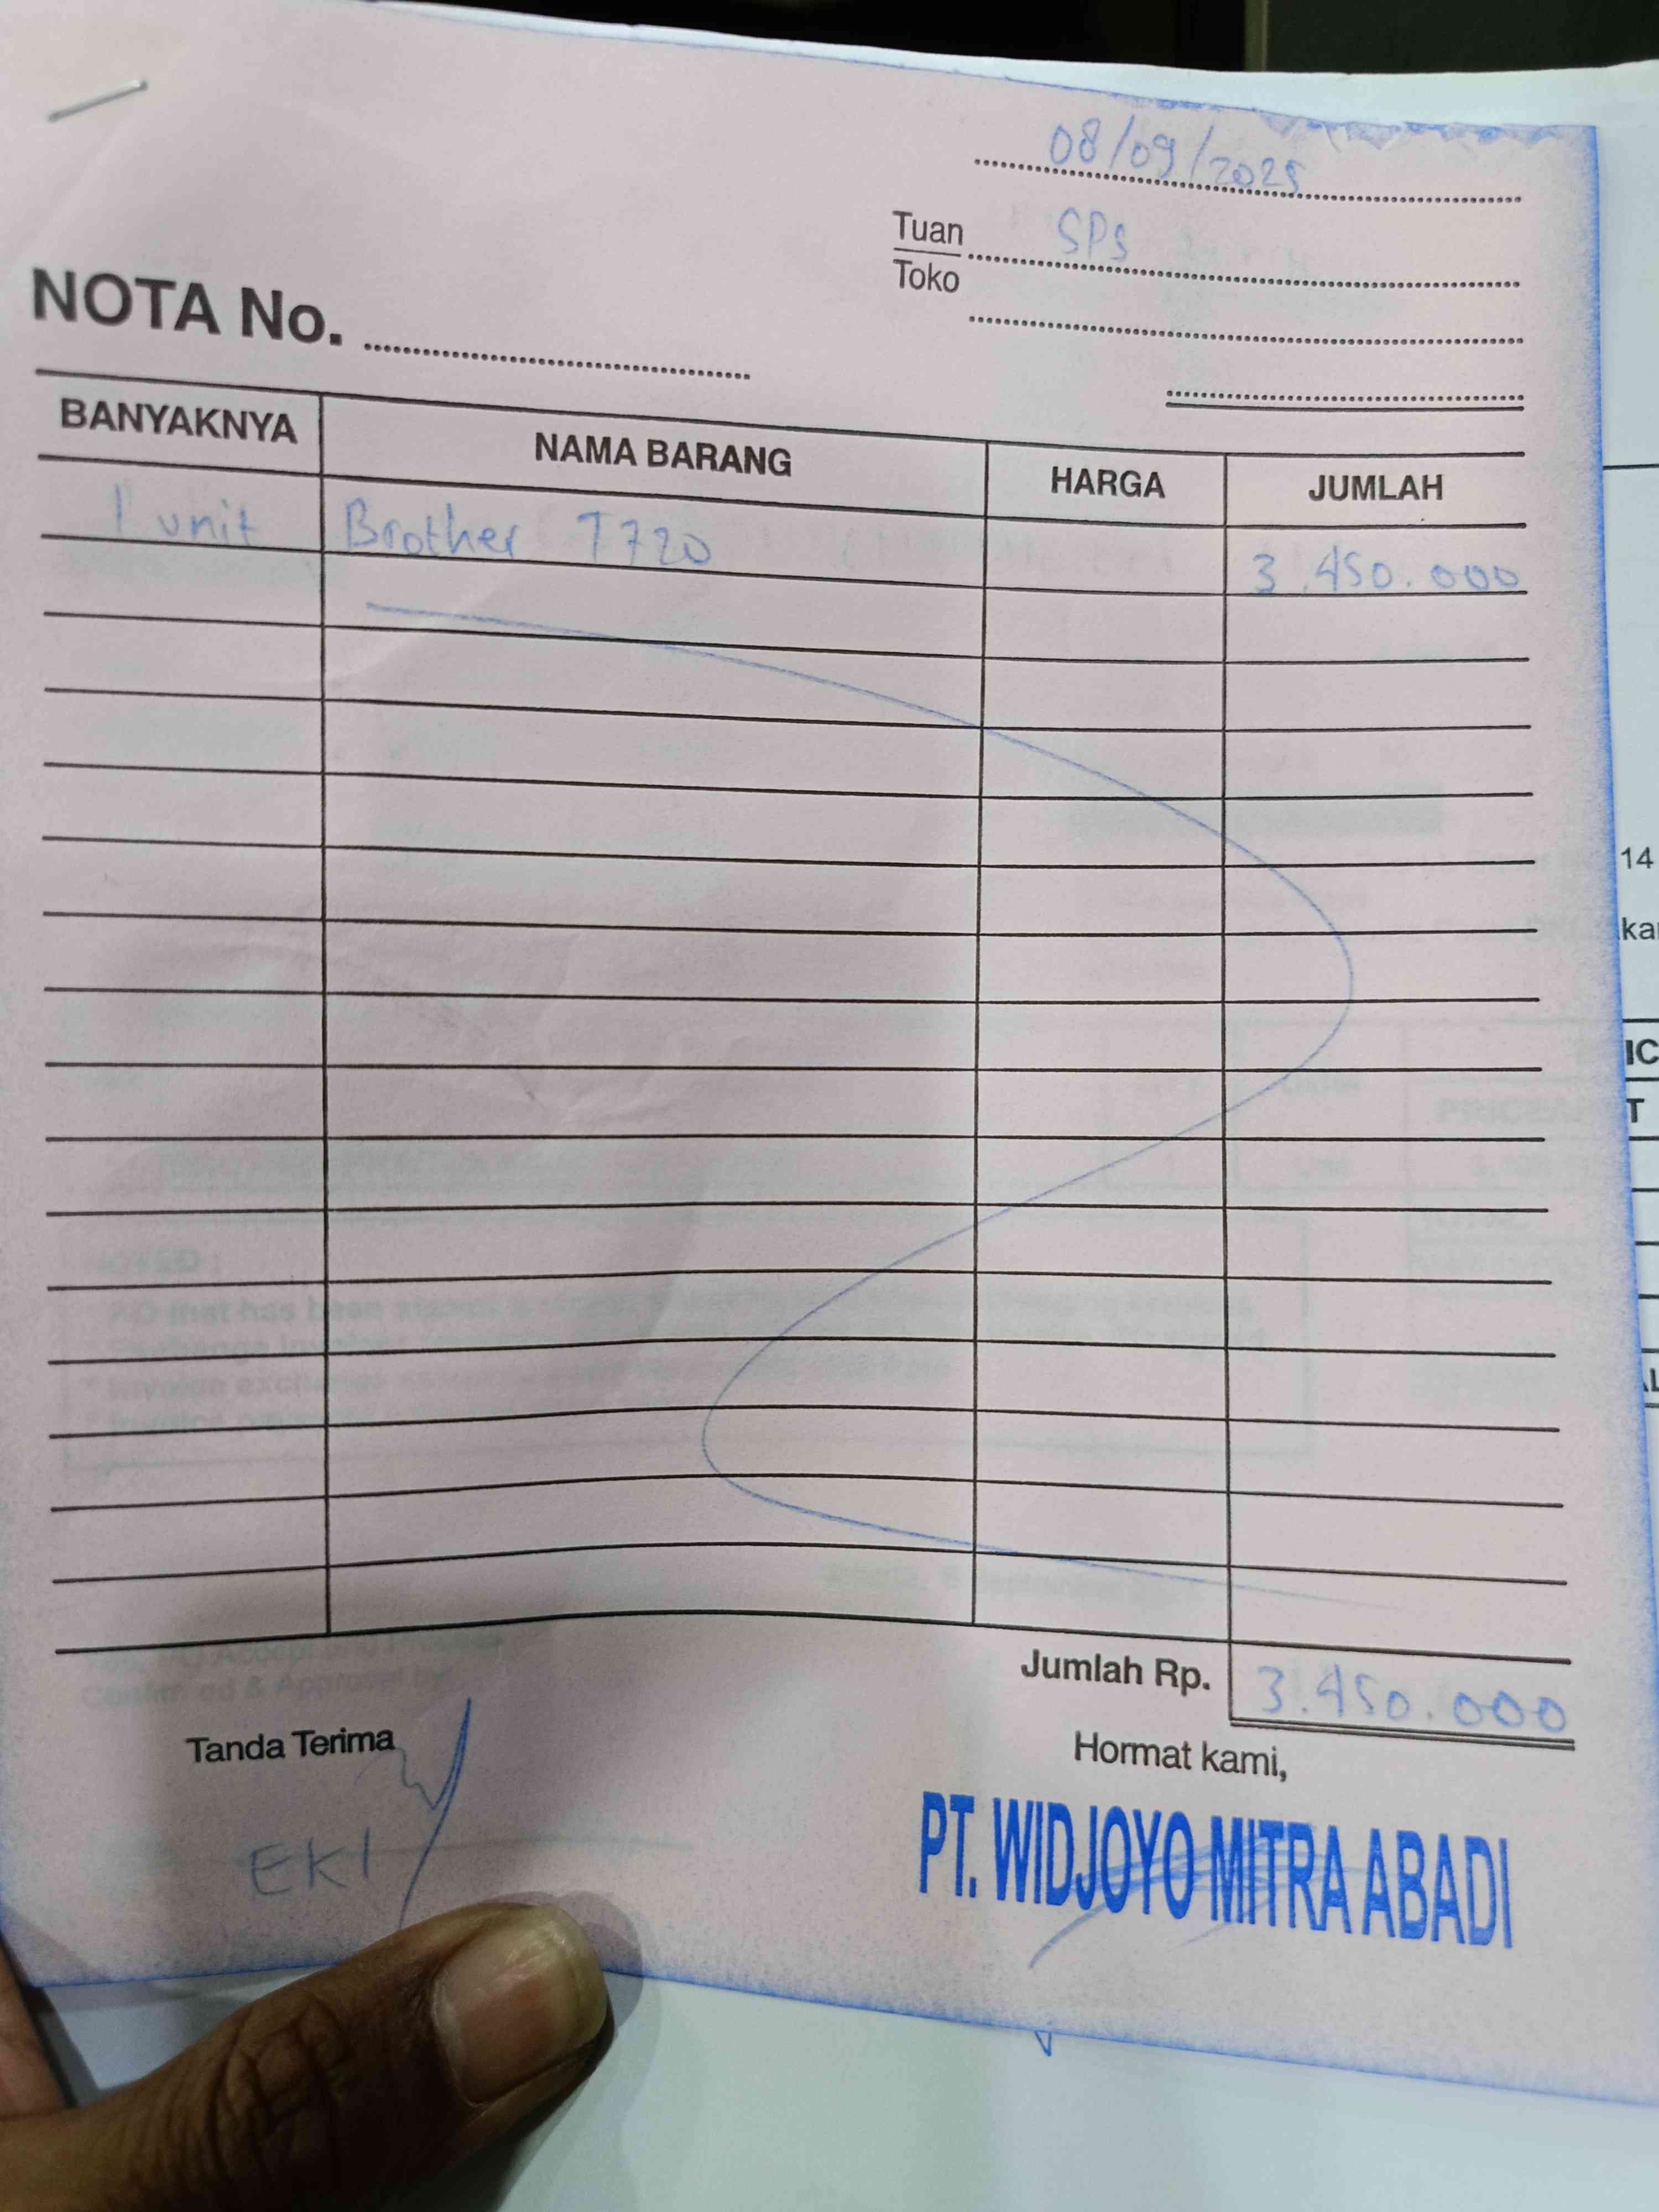 08/09/2025
Tuan SPS
Toko
NOTA No.
BANYAKNYA NAMA BARANG HARGA JUMLAH
1 unit Brother T720 3.450.000
Jumlah Rp. 3.450.000
Tanda Terima Hormat kami,
EKI PT. WIDJOYO MITRA ABADI
14